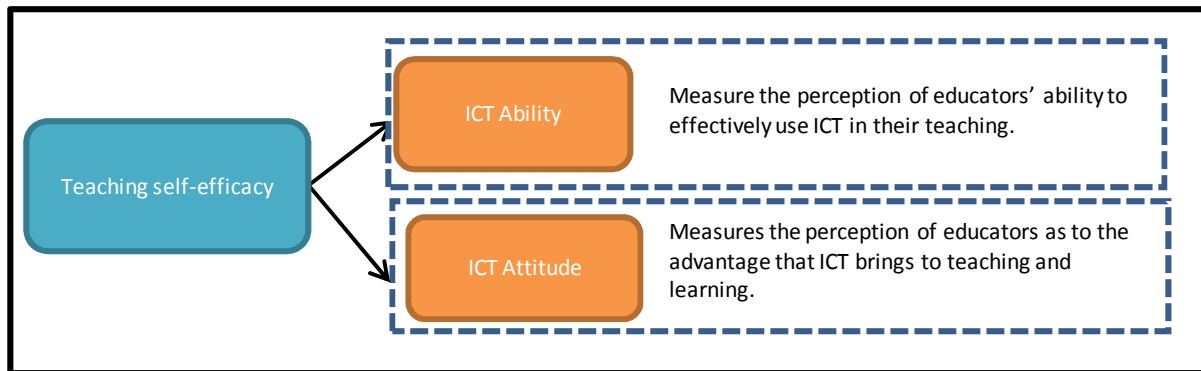 Teaching self-efficacy
ICT Ability
Measure the perception of educators’ ability to
effectively use ICT in their teaching.
ICT Attitude
Measures the perception of educators as to the
advantage that ICT brings to teaching and
learning.